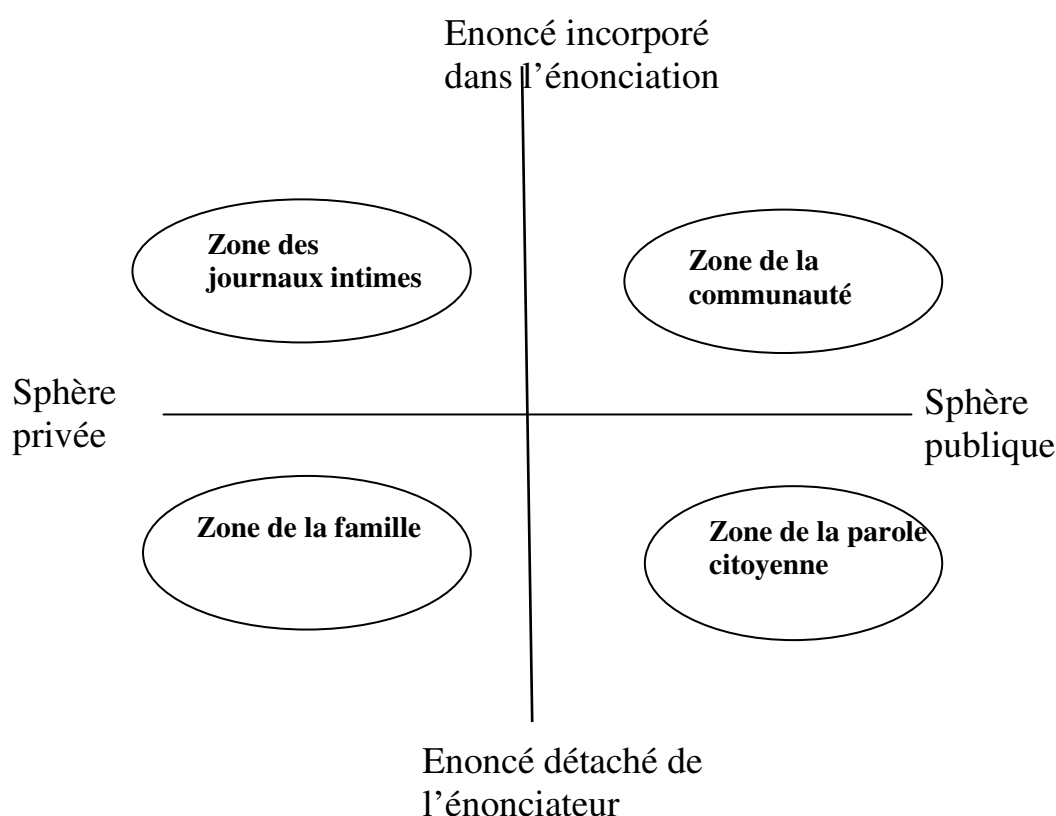 Enoncé incorporé
dans l’énonciation
Zone des
journaux intimes
Zone de la
communauté
Sphère
privée
Sphère
publique
Zone de la famille
Zone de la parole
citoyenne
Enoncé détaché de
l’énonciateur